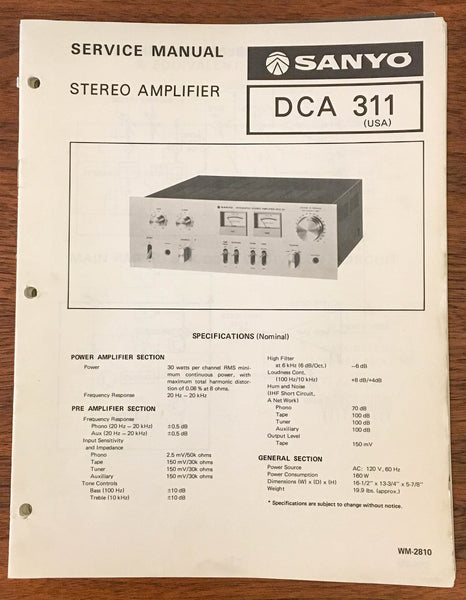 SERVICE MANUAL
SANYO
STEREO AMPLIFIER
DCA 311
(USA)
SANYO
SPECIFICATIONS (Nominal)
POWER AMPLIFIER SECTION
Power 30 watts per channel RMS mini-
mum continuous power, with
maximum total harmonic distor-
tion of 0.08 % at 8 ohms.
Frequency Response 20 Hz – 20 kHz
PRE AMPLIFIER SECTION
Frequency Response
Phono (20 Hz – 20 kHz) ±0.5 dB
Aux (20 Hz – 20 kHz) ±0.5 dB
Input Sensitivity
and Impedance
Phono 2.5 mV/50k ohms
Tape 150 mV/30k ohms
Tuner 150 mV/30k ohms
Auxiliary 150 mV/30k ohms
Tone Controls
Bass (100 Hz) ±10 dB
Treble (10 kHz) ±10 dB
High Filter
at 6 kHz (6 dB/Oct.) –6 dB
Loudness Cont.
(100 Hz/10 kHz) +8 dB/+4dB
Hum and Noise
(IHF Short Circuit,
A Net Work)
Phono 70 dB
Tape 100 dB
Tuner 100 dB
Auxiliary 100 dB
Output Level
Tape 150 mV
GENERAL SECTION
Power Source AC: 120 V, 60 Hz
Power Consumption 180W
Dimensions (W) x (D) x (H) 16-1/2" x 13-3/4" x 5-7/8"
Weight 19.9 lbs. (approx.)
* Specifications are subject to change without notice.
WM-2810